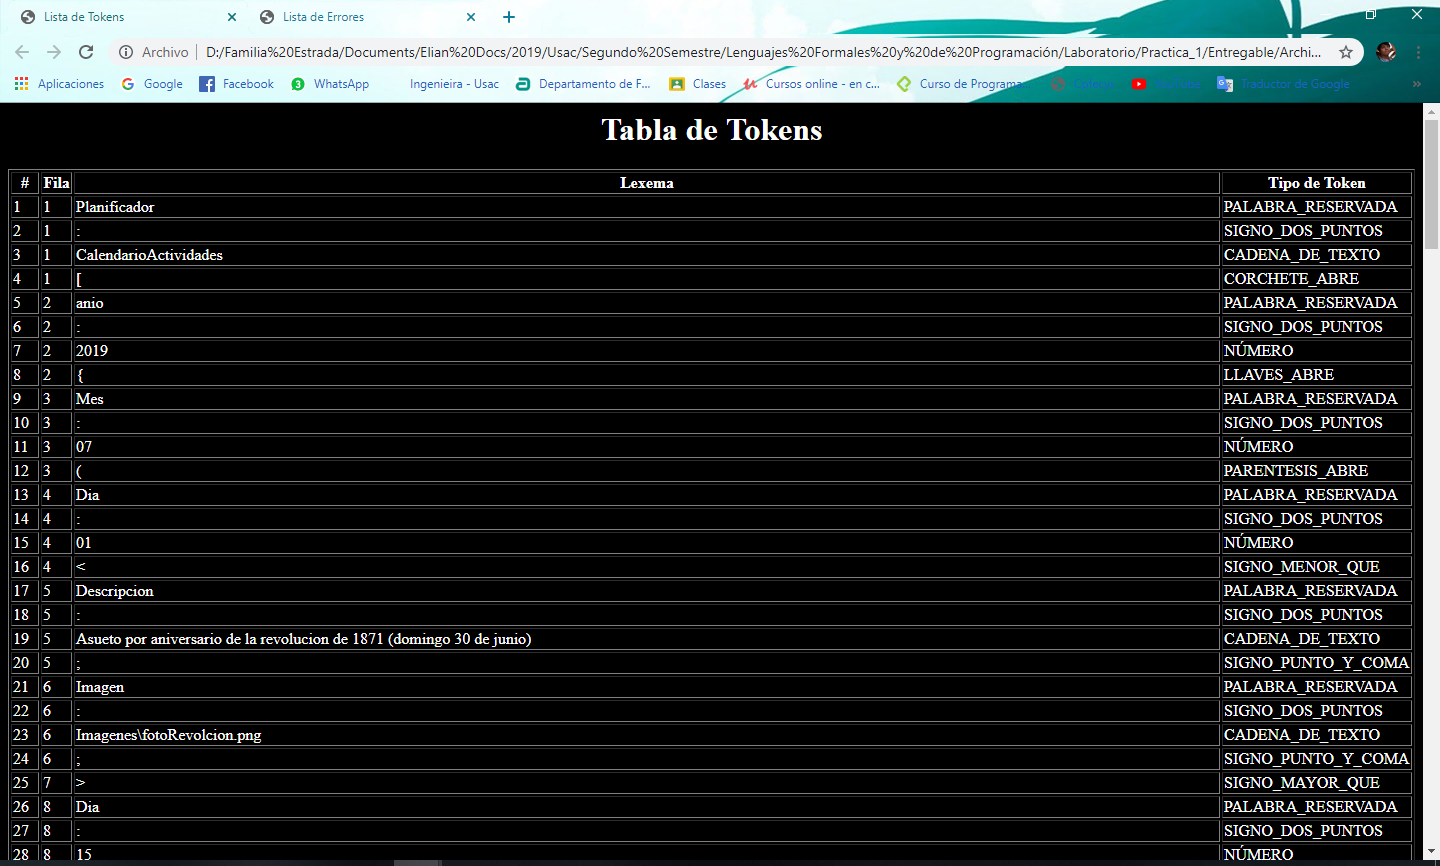 Lista de Tokens
Lista de Errores
Archivo | D:/Familia%20Estrada/Documents/Elian%20Docs/2019/Usac/Segundo%20Semestre/Lenguajes%20Formales%20y%20de%20Programación/Laboratorio/Practica_1/Entregable/Archi...
Aplicaciones Google Facebook 3 WhatsApp Ingenieira - Usac Departamento de F... Clases Cursos online - en c... Curso de Programa Traductor de Google »
Tabla de Tokens
# Fila Lexema Tipo de Token
1 1 Planificador PALABRA_RESERVADA
2 1 : SIGNO_DOS_PUNTOS
3 1 CalendarioActividades CADENA_DE_TEXTO
4 1 [ CORCHETE_ABRE
5 2 anio PALABRA_RESERVADA
6 2 : SIGNO_DOS_PUNTOS
7 2 2019 NÚMERO
8 2 { LLAVES_ABRE
9 3 Mes PALABRA_RESERVADA
10 3 : SIGNO_DOS_PUNTOS
11 3 07 NÚMERO
12 3 ( PARENTESIS_ABRE
13 4 Dia PALABRA_RESERVADA
14 4 : SIGNO_DOS_PUNTOS
15 4 01 NÚMERO
16 4 < SIGNO_MENOR_QUE
17 5 Descripcion PALABRA_RESERVADA
18 5 : SIGNO_DOS_PUNTOS
19 5 Asueto por aniversario de la revolucion de 1871 (domingo 30 de junio) CADENA_DE_TEXTO
20 5 ; SIGNO_PUNTO_Y_COMA
21 6 Imagen PALABRA_RESERVADA
22 6 : SIGNO_DOS_PUNTOS
23 6 Imagenes\fotoRevolcion.png CADENA_DE_TEXTO
24 6 ; SIGNO_PUNTO_Y_COMA
25 7 > SIGNO_MAYOR_QUE
26 8 Dia PALABRA_RESERVADA
27 8 : SIGNO_DOS_PUNTOS
28 8 15 NÚMERO